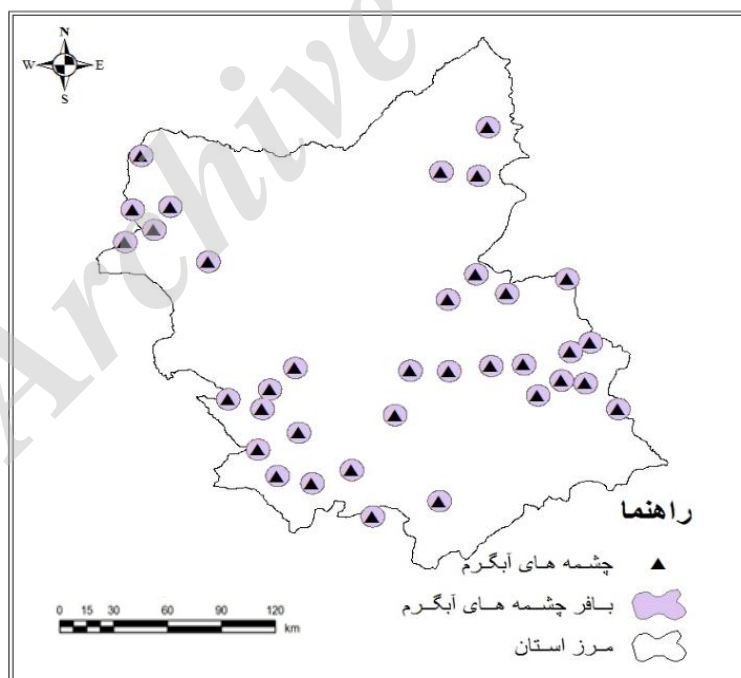 Archive
N
W E
S
راهنما
چشمه های آبگرم
بافر چشمه های آبگرم
مرز استان
0 15 30 60 90 120
km